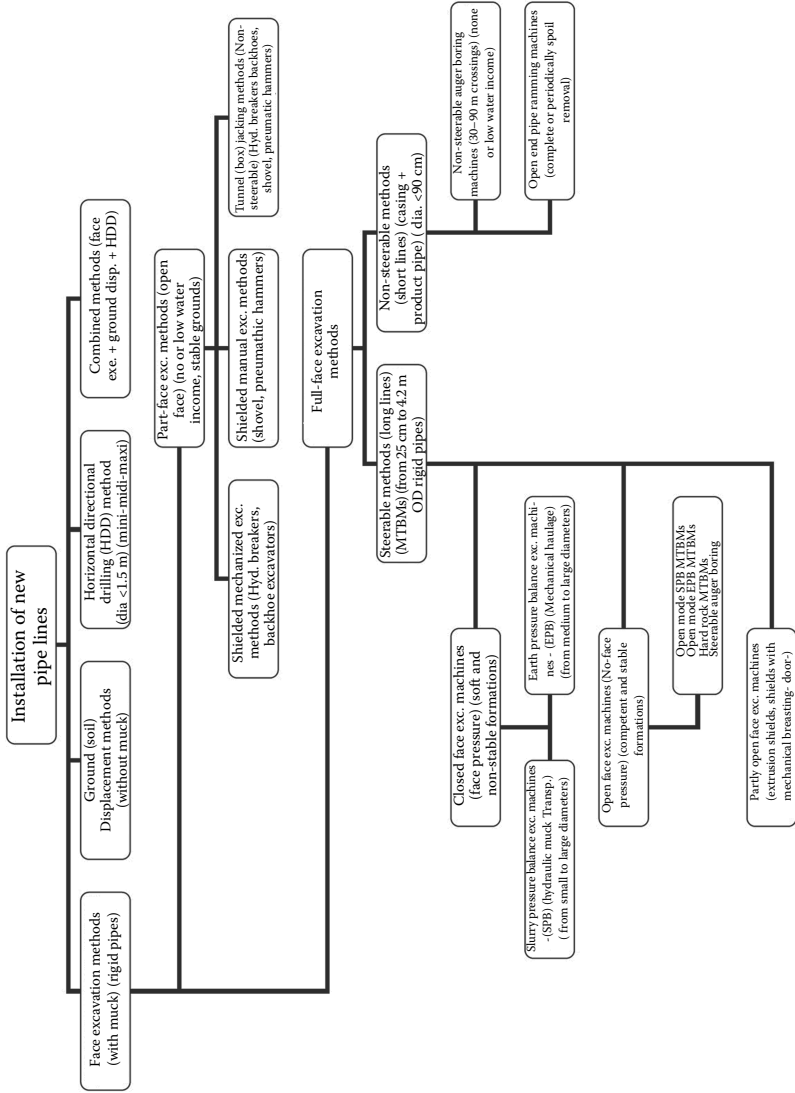 Installation of new
pipe lines
Face excavation methods
(with muck) (rigid pipes)
Ground (soil)
Displacement methods
(without muck)
Horizontal directional
drilling (HDD) method
(dia <1.5 m) (mini-midi-maxi)
Combined methods (face
exe. + ground disp. + HDD)
Part-face exc. methods (open
face) (no or low water
income, stable grounds)
Shielded mechanized exc.
methods (Hyd. breakers,
backhoe excavators)
Shielded manual exc. methods
(shovel, pneumathic hammers)
Tunnel (box) jacking methods (Non-
steerable) (Hyd. breakers backhoes,
shovel, pneumatic hammers)
Full-face excavation
methods
Steerable methods (long lines)
(MTBMs) (from 25 cm to 4.2 m
OD rigid pipes)
Non-steerable methods
(short lines) (casing +
product pipe) ( dia. <90 cm)
Closed face exc. machines
(face pressure) (soft and
non-stable formations)
Slurry pressure balance exc. machines
-(SPB) (hydraulic muck Transp.)
( from small to large diameters)
Earth pressure balance exc. machi-
nes - (EPB) (Mechanical haulage)
(from medium to large diameters)
Open face exc. machines (No-face
pressure) (competent and stable
formations)
Open mode SPB MTBMs
Open mode EPB MTBMs
Hard rock MTBMs
Steerable auger boring
Partly open face exc. machines
(extrusion shields, shields with
mechanical breasting- door-)
Non-steerable auger boring
machines (30–90 m crossings) (none
or low water income)
Open end pipe ramming machines
(complete or periodically spoil
removal)